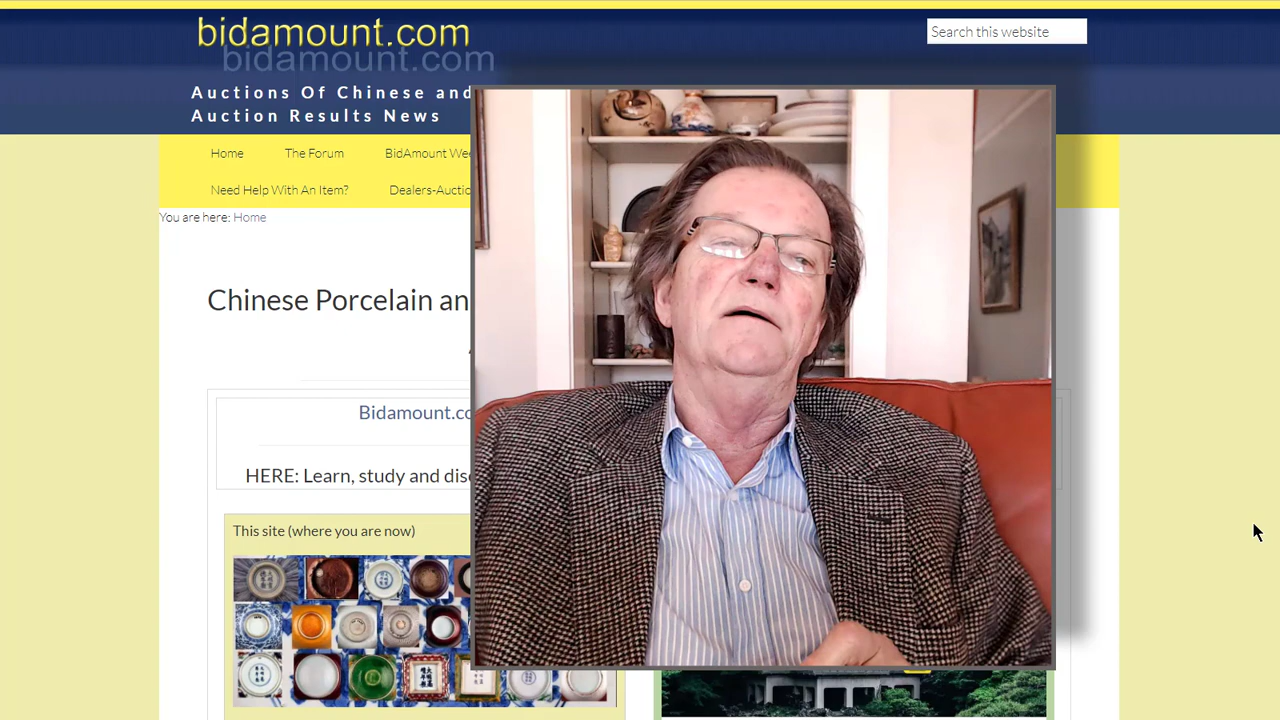 bidamount.com
bidamount.com
Search this website
Auctions Of Chinese and
Auction Results News
Home The Forum BidAmount Wee
Need Help With An Item? Dealers-Auctio
You are here: Home
Chinese Porcelain an
Bidamount.co
HERE: Learn, study and disc
This site (where you are now)